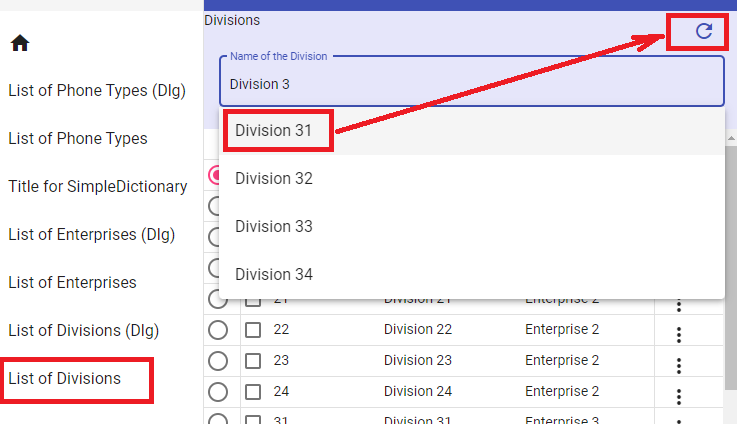 Divisions
Name of the Division
Division 3
List of Phone Types (Dlg)
List of Phone Types
Title for SimpleDictionary
List of Enterprises (Dlg)
List of Enterprises
List of Divisions (Dlg)
List of Divisions
Division 31
Division 32
Division 33
Division 34
21 Division 21 Enterprise 2
22 Division 22 Enterprise 2
23 Division 23 Enterprise 2
24 Division 24 Enterprise 2
31 Division 31 Enterprise 3